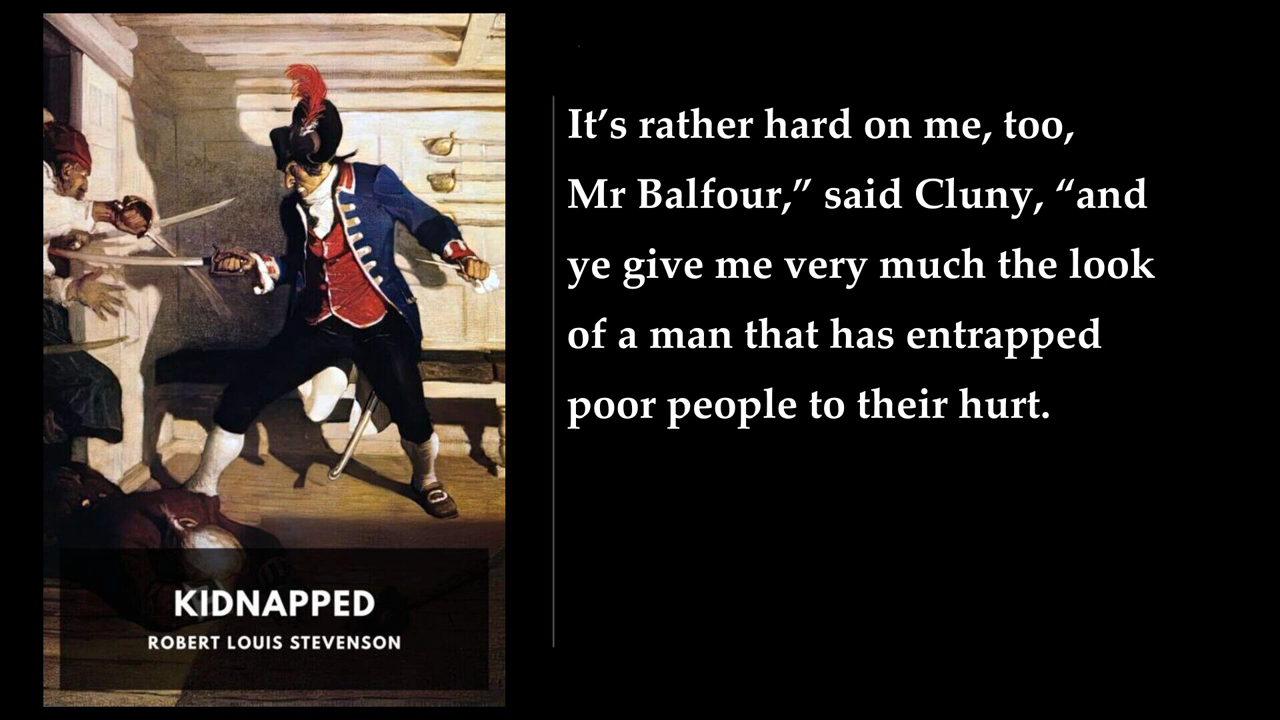 It’s rather hard on me, too,
Mr Balfour,” said Cluny, “and
ye give me very much the look
of a man that has entrapped
poor people to their hurt.
KIDNAPPED
ROBERT LOUIS STEVENSON